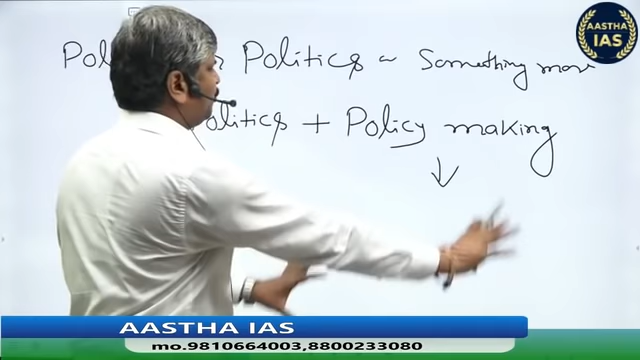 AASTHA
IAS
Politics ~ Something more
olitics + Policy making
AASTHA IAS
mo.9810664003,8800233080